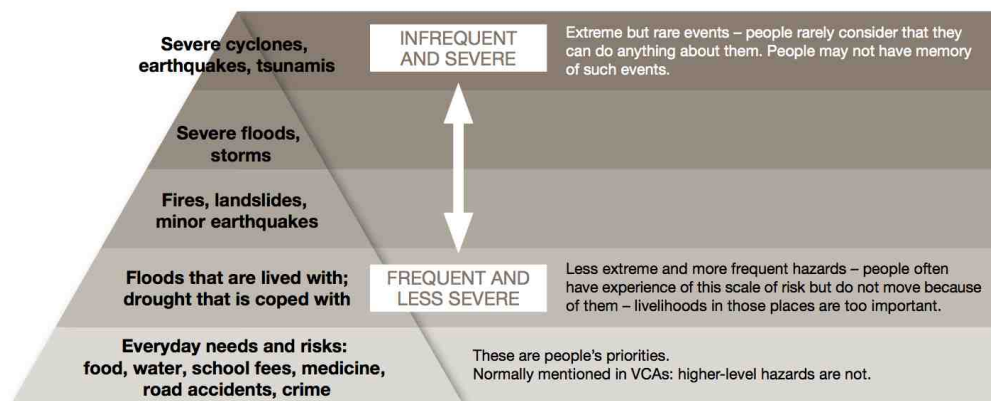 Severe cyclones,
earthquakes, tsunamis
INFREQUENT
AND SEVERE
Extreme but rare events – people rarely consider that they
can do anything about them. People may not have memory
of such events.
Severe floods,
storms
Fires, landslides,
minor earthquakes
Floods that are lived with;
drought that is coped with
FREQUENT AND
LESS SEVERE
Less extreme and more frequent hazards – people often
have experience of this scale of risk but do not move because
of them – livelihoods in those places are too important.
Everyday needs and risks:
food, water, school fees, medicine,
road accidents, crime
These are people’s priorities.
Normally mentioned in VCAs: higher-level hazards are not.